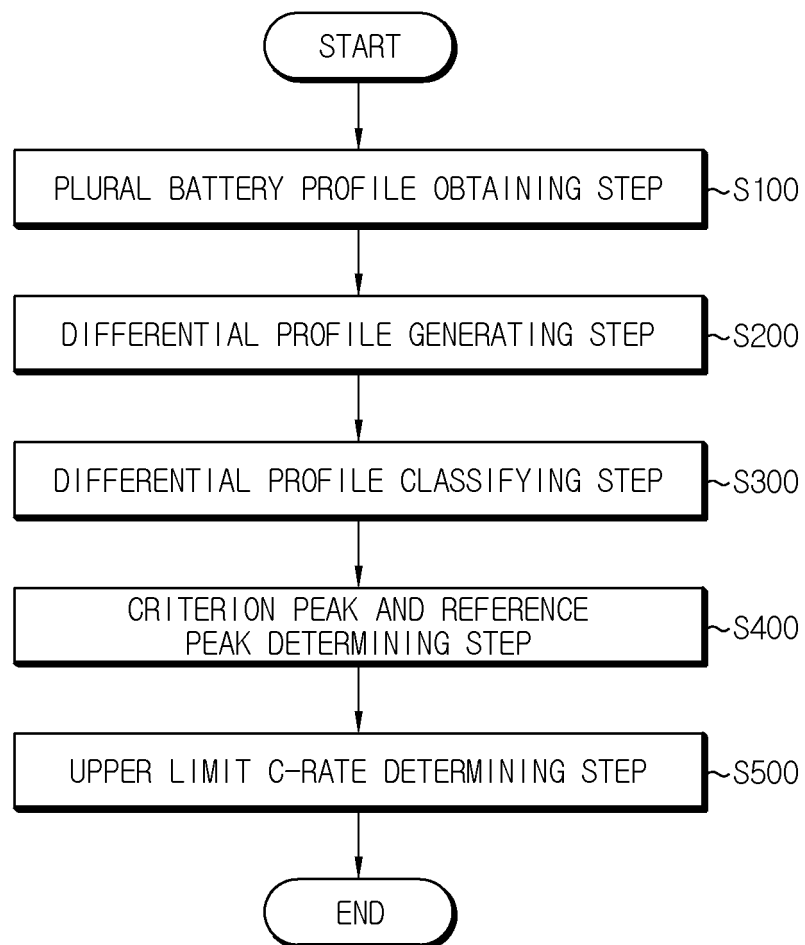 START
PLURAL BATTERY PROFILE OBTAINING STEP
~S100
DIFFERENTIAL PROFILE GENERATING STEP
~S200
DIFFERENTIAL PROFILE CLASSIFYING STEP
~S300
CRITERION PEAK AND REFERENCE
PEAK DETERMINING STEP
~S400
UPPER LIMIT C-RATE DETERMINING STEP
~S500
END